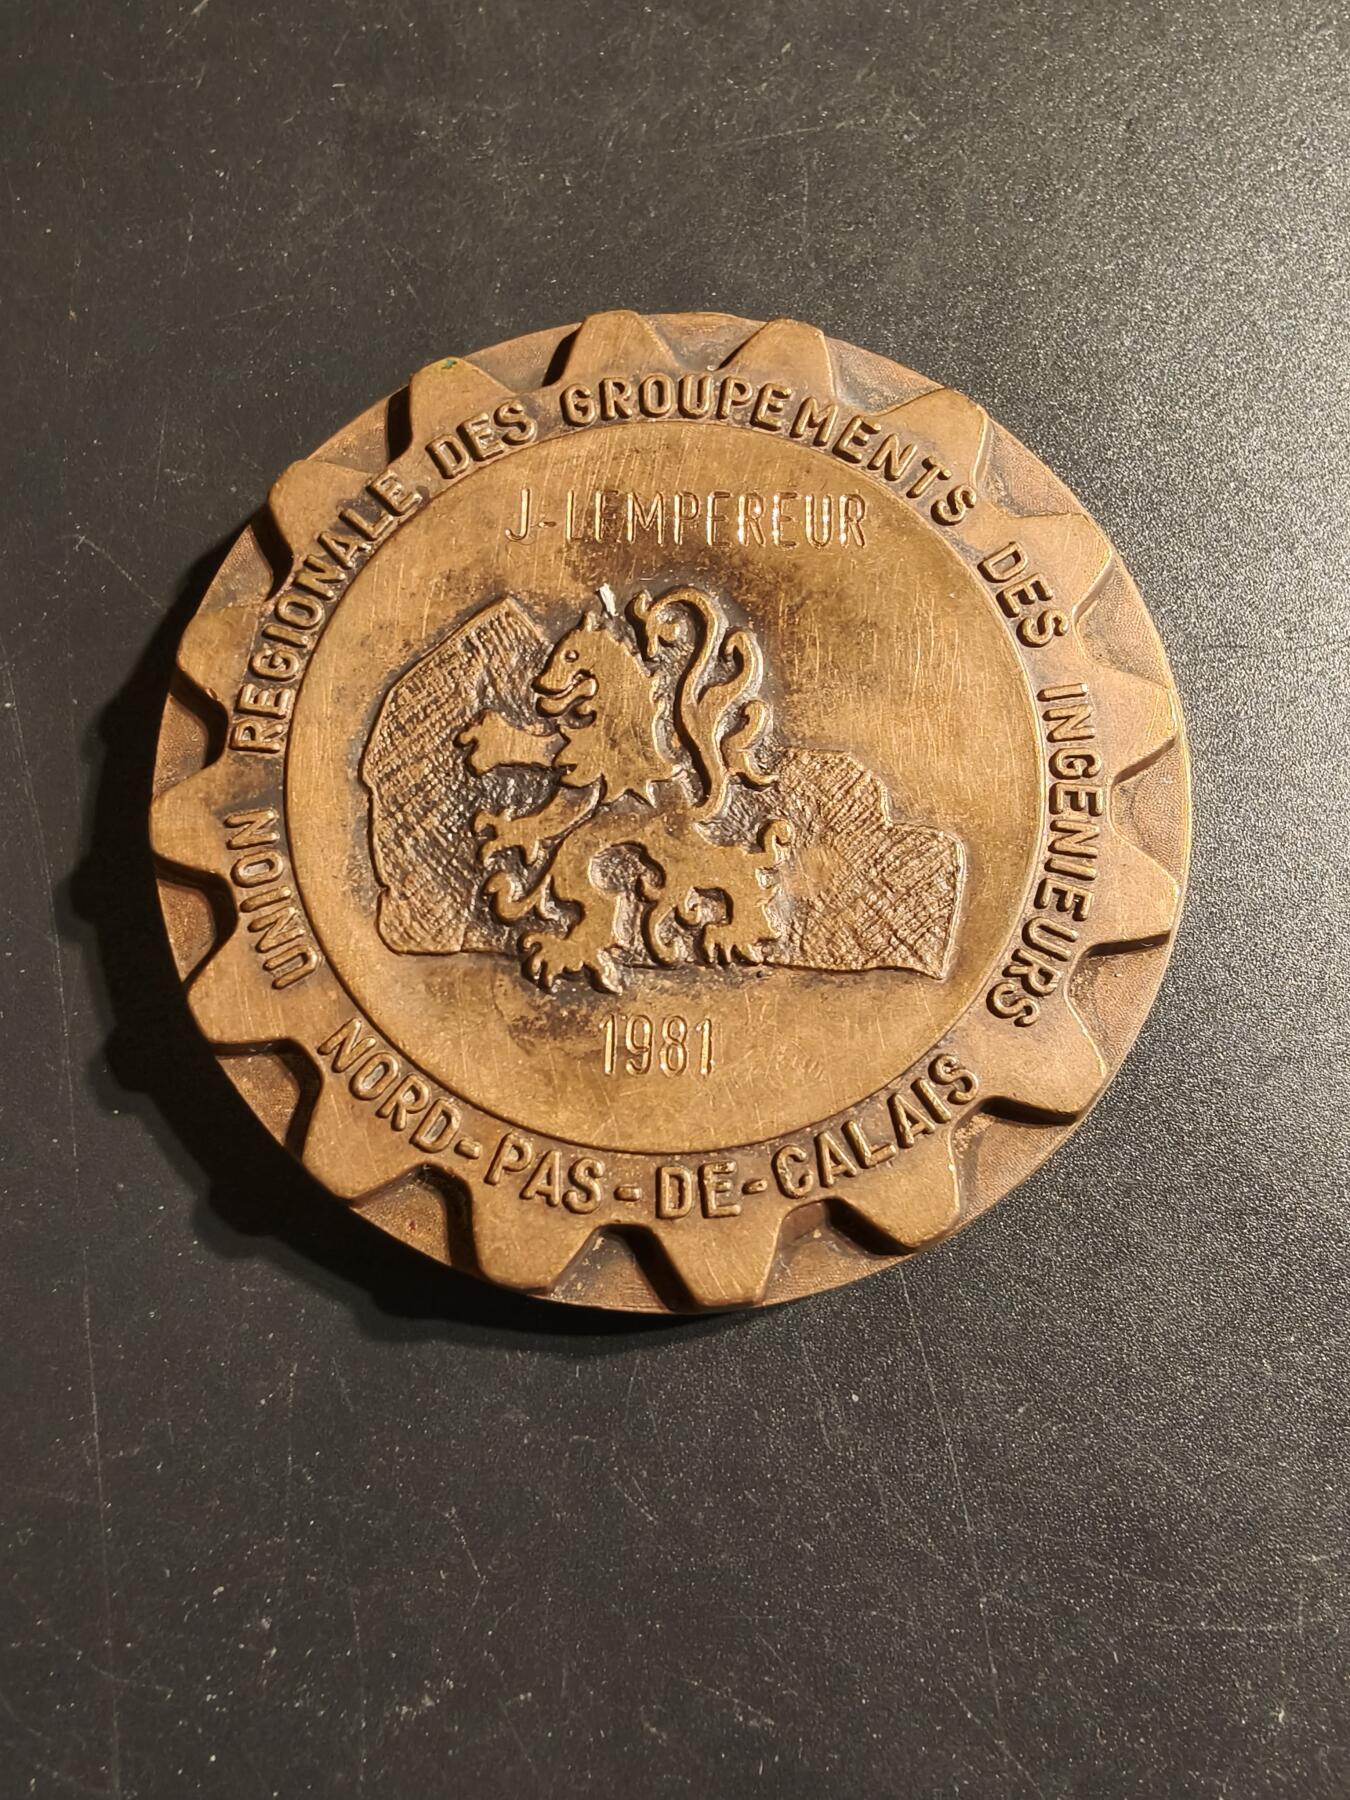 UNION REGIONALE DES GROUPEMENTS DES INGENIEURS
NORD-PAS-DE-CALAIS
J-LEMPEREUR
1981